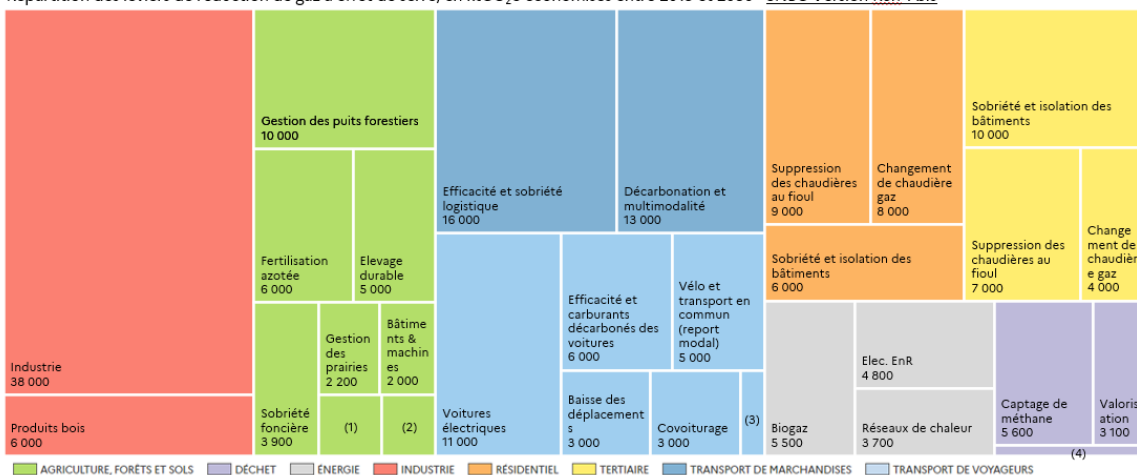 Industrie
38 000
Produits bois
6 000
Gestion des puits forestiers
10 000
Fertilisation
azotée
6 000
Elevage
durable
5 000
Sobriété
foncière
3 900
Gestion
des
prairies
2 200
Bâtime
nts &
machin
es
2 000
(1)
(2)
Efficacité et sobriété
logistique
16 000
Décarbonation et
multimodalité
13 000
Voitures
électriques
11 000
Efficacité et
carburants
décarbonés des
voitures
6 000
Vélo et
transport en
commun
(report
modal)
5 000
Baisse des
déplacement
s
3 000
Covoiturage
3 000
(3)
Suppression
des chaudières
au fioul
9 000
Changement
de chaudière
gaz
8 000
Sobriété et isolation des
bâtiments
6 000
Sobriété et isolation des
bâtiments
10 000
Suppression des
chaudières au
fioul
7 000
Change
ment de
chaudièr
e gaz
4 000
Biogaz
5 500
Elec. EnR
4 800
Réseaux de chaleur
3 700
Captage de
méthane
5 600
Valoris
ation
3 100
(4)
AGRICULTURE, FORÊTS ET SOLS
DÉCHET
ÉNERGIE
INDUSTRIE
RÉSIDENTIEL
TERTIAIRE
TRANSPORT DE MARCHANDISES
TRANSPORT DE VOYAGEURS